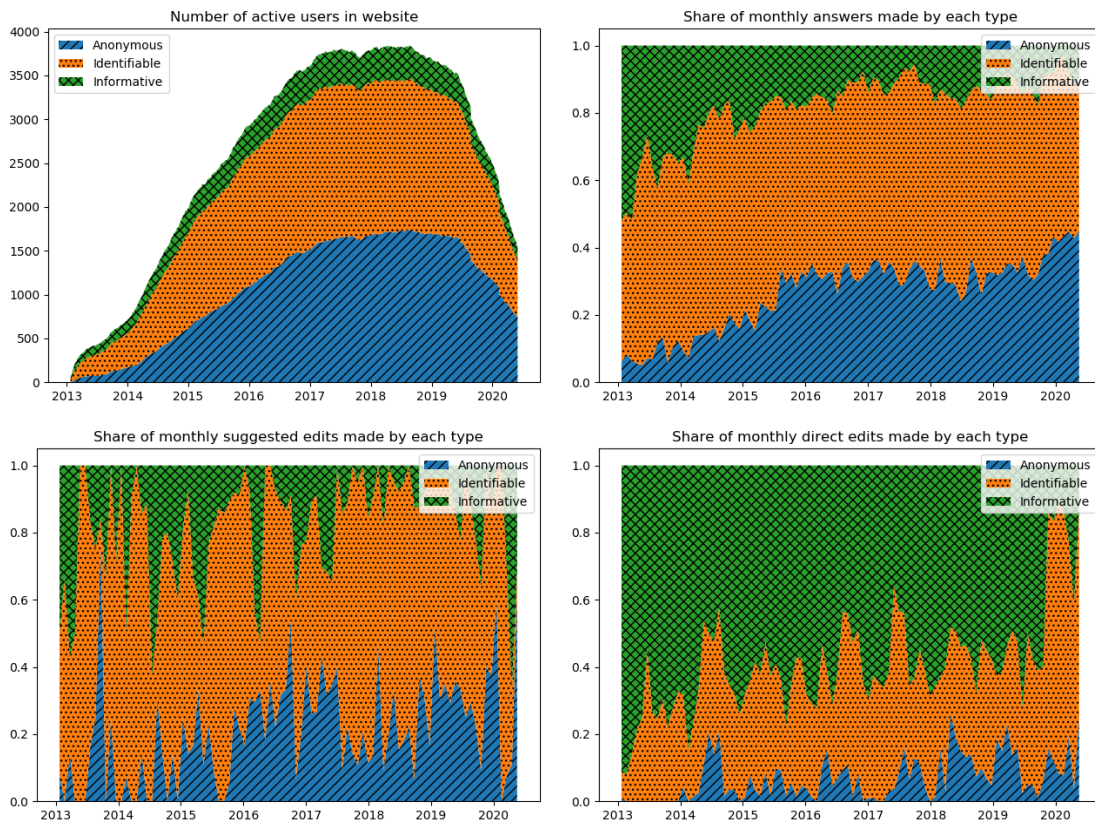 Number of active users in website
4000
3500
3000
2500
2000
1500
1000
500
0
Anonymous
Identifiable
Informative
2013 2014 2015 2016 2017 2018 2019 2020
Share of monthly answers made by each type
1.0
0.8
0.6
0.4
0.2
0.0
Anonymous
Identifiable
Informative
2013 2014 2015 2016 2017 2018 2019 2020
Share of monthly suggested edits made by each type
1.0
0.8
0.6
0.4
0.2
0.0
Anonymous
Identifiable
Informative
2013 2014 2015 2016 2017 2018 2019 2020
Share of monthly direct edits made by each type
1.0
0.8
0.6
0.4
0.2
0.0
Anonymous
Identifiable
Informative
2013 2014 2015 2016 2017 2018 2019 2020